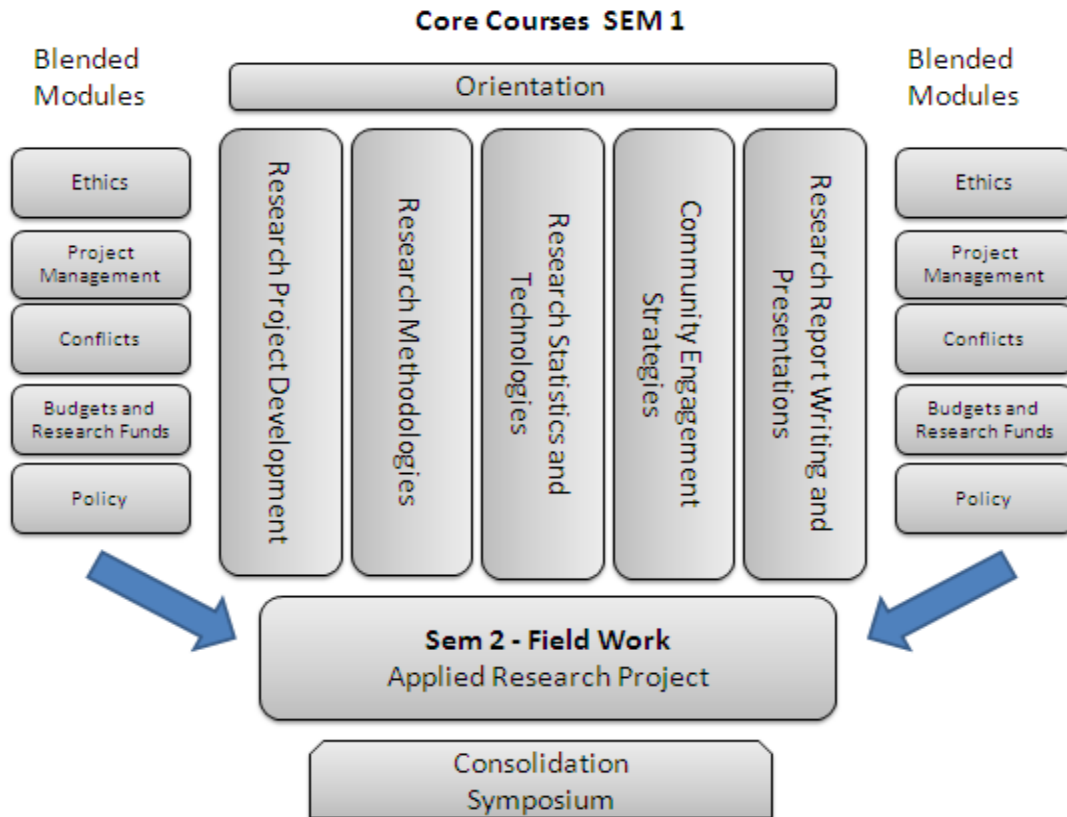 Core Courses  SEM 1
Blended
Modules
Ethics
Project
Management
Conflicts
Budgets and
Research Funds
Policy
Orientation
Research Project Development
Research Methodologies
Research Statistics and
Technologies
Community Engagement
Strategies
Research Report Writing and
Presentations
Blended
Modules
Ethics
Project
Management
Conflicts
Budgets and
Research Funds
Policy
Sem 2 - Field Work
Applied Research Project
Consolidation
Symposium